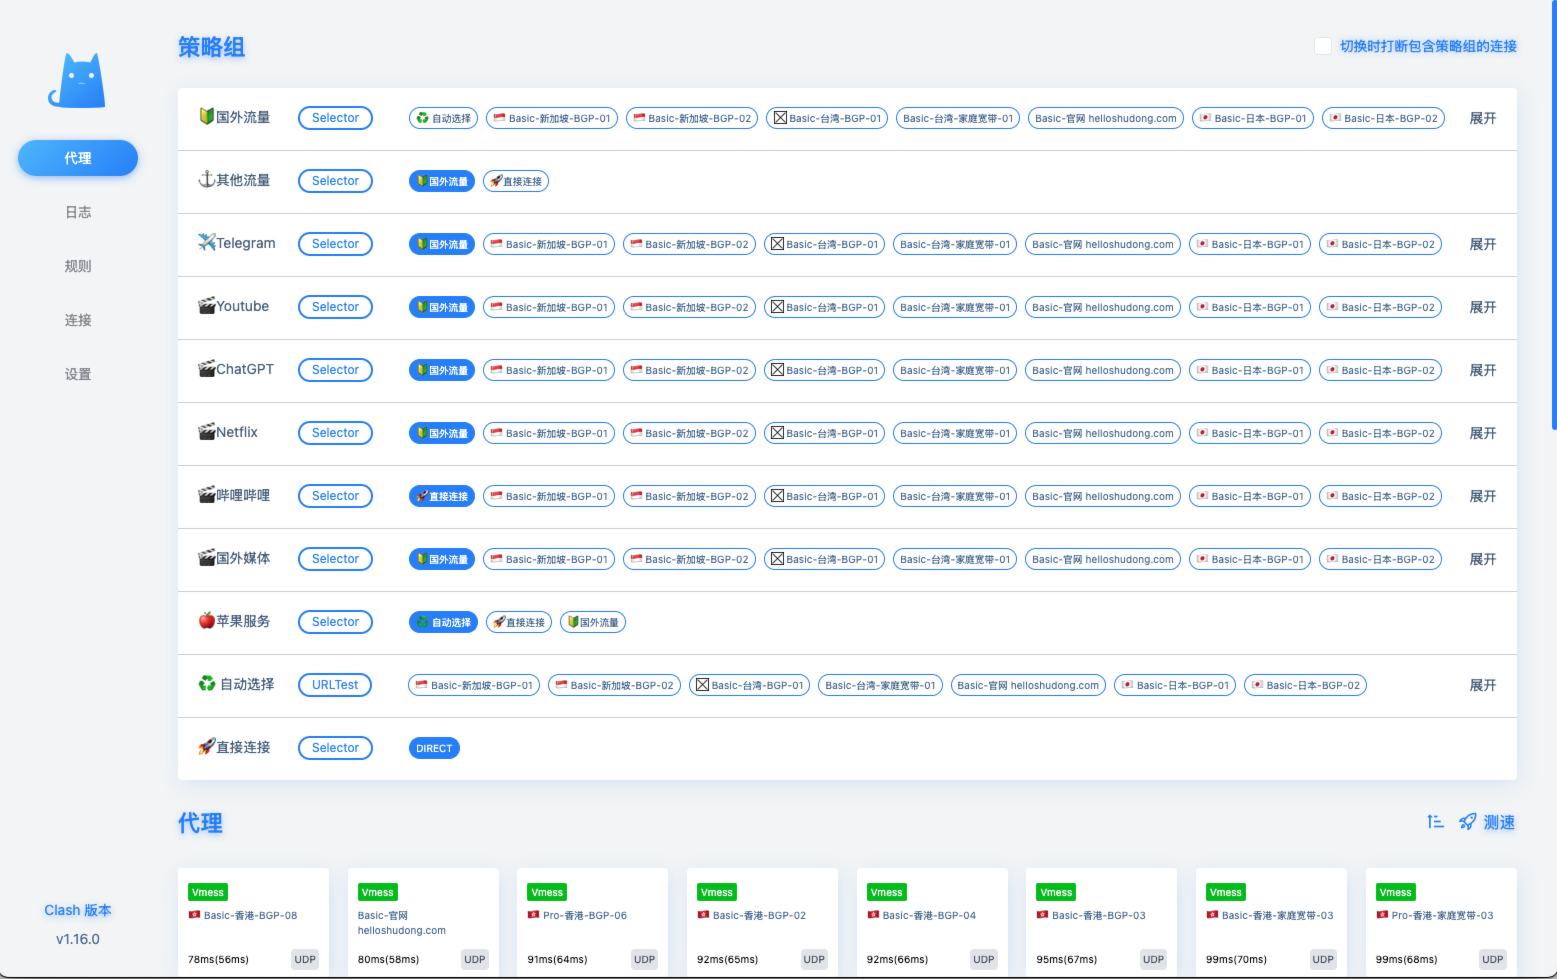 策略组
切换时打断包含策略组的连接
代理
日志
规则
连接
设置
Clash 版本
v1.16.0
国外流量 Selector 自动选择 Basic-新加坡-BGP-01 Basic-新加坡-BGP-02 Basic-台湾-BGP-01 Basic-台湾-家庭宽带-01 Basic-官网 helloshudong.com Basic-日本-BGP-01 Basic-日本-BGP-02 展开
其他流量 Selector 国外流量 直接连接
Telegram Selector 国外流量 Basic-新加坡-BGP-01 Basic-新加坡-BGP-02 Basic-台湾-BGP-01 Basic-台湾-家庭宽带-01 Basic-官网 helloshudong.com Basic-日本-BGP-01 Basic-日本-BGP-02 展开
Youtube Selector 国外流量 Basic-新加坡-BGP-01 Basic-新加坡-BGP-02 Basic-台湾-BGP-01 Basic-台湾-家庭宽带-01 Basic-官网 helloshudong.com Basic-日本-BGP-01 Basic-日本-BGP-02 展开
ChatGPT Selector 国外流量 Basic-新加坡-BGP-01 Basic-新加坡-BGP-02 Basic-台湾-BGP-01 Basic-台湾-家庭宽带-01 Basic-官网 helloshudong.com Basic-日本-BGP-01 Basic-日本-BGP-02 展开
Netflix Selector 国外流量 Basic-新加坡-BGP-01 Basic-新加坡-BGP-02 Basic-台湾-BGP-01 Basic-台湾-家庭宽带-01 Basic-官网 helloshudong.com Basic-日本-BGP-01 Basic-日本-BGP-02 展开
哔哩哔哩 Selector 直接连接 Basic-新加坡-BGP-01 Basic-新加坡-BGP-02 Basic-台湾-BGP-01 Basic-台湾-家庭宽带-01 Basic-官网 helloshudong.com Basic-日本-BGP-01 Basic-日本-BGP-02 展开
国外媒体 Selector 国外流量 Basic-新加坡-BGP-01 Basic-新加坡-BGP-02 Basic-台湾-BGP-01 Basic-台湾-家庭宽带-01 Basic-官网 helloshudong.com Basic-日本-BGP-01 Basic-日本-BGP-02 展开
苹果服务 Selector 自动选择 直接连接 国外流量
自动选择 URLTest Basic-新加坡-BGP-01 Basic-新加坡-BGP-02 Basic-台湾-BGP-01 Basic-台湾-家庭宽带-01 Basic-官网 helloshudong.com Basic-日本-BGP-01 Basic-日本-BGP-02 展开
直接连接 Selector DIRECT
代理
测速
Vmess
Basic-香港-BGP-08
78ms(56ms) UDP
Vmess
Basic-官网
helloshudong.com
80ms(58ms) UDP
Vmess
Pro-香港-BGP-06
91ms(64ms) UDP
Vmess
Basic-香港-BGP-02
92ms(65ms) UDP
Vmess
Basic-香港-BGP-04
92ms(66ms) UDP
Vmess
Basic-香港-BGP-03
95ms(67ms) UDP
Vmess
Basic-香港-家庭宽带-03
99ms(70ms) UDP
Vmess
Pro-香港-家庭宽带-03
99ms(68ms) UDP